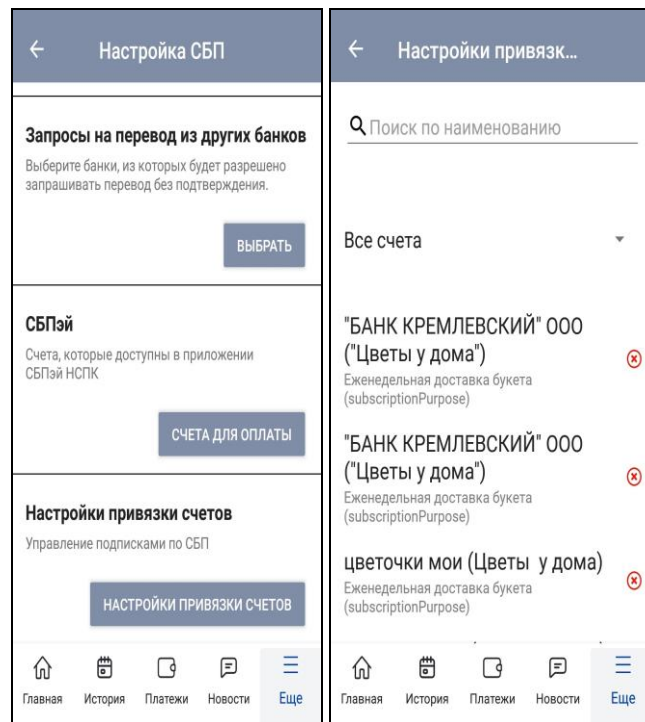 Настройка СБП
Запросы на перевод из других банков
Выберите банки, из которых будет разрешено
запрашивать перевод без подтверждения.
ВЫБРАТЬ
СБПэй
Счета, которые доступны в приложении
СБПэй НСПК
СЧЕТА ДЛЯ ОПЛАТЫ
Настройки привязки счетов
Управление подписками по СБП
НАСТРОЙКИ ПРИВЯЗКИ СЧЕТОВ
Главная История Платежи Новости Еще
Настройки привязк...
Поиск по наименованию
Все счета
"БАНК КРЕМЛЕВСКИЙ" ООО
("Цветы у дома")
Еженедельная доставка букета
(subscriptionPurpose)
"БАНК КРЕМЛЕВСКИЙ" ООО
("Цветы у дома")
Еженедельная доставка букета
(subscriptionPurpose)
цветочки мои (Цветы у дома)
Еженедельная доставка букета
(subscriptionPurpose)
Главная История Платежи Новости Еще